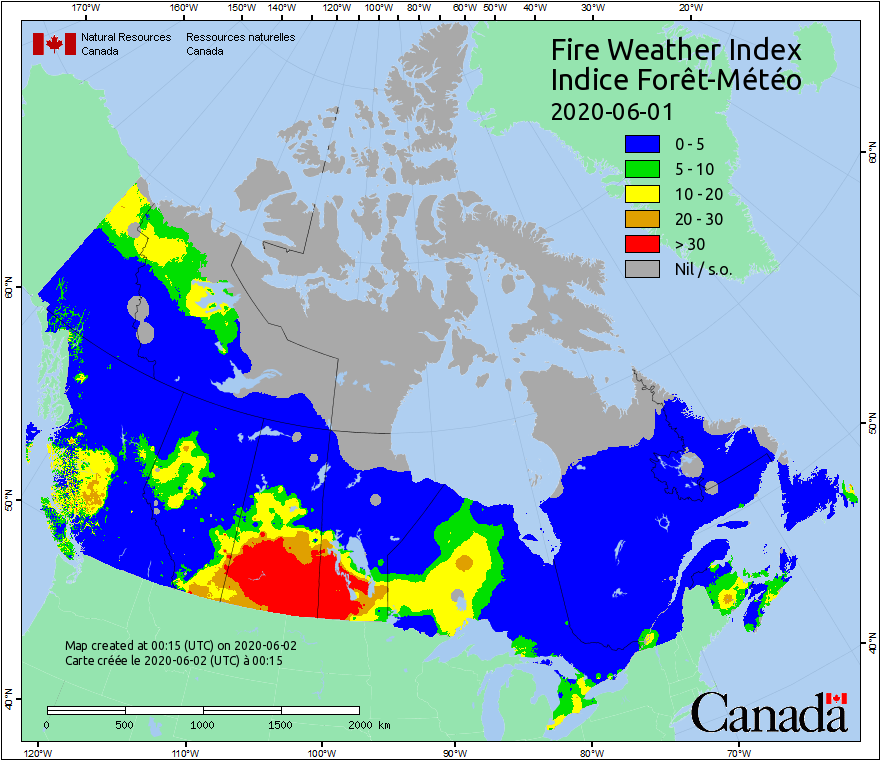 170°W 160°W 150°W 140°W 120°W 100°W 80°W 60°W 50°W 40°W 30°W 20°W
Natural Resources Ressources naturelles
Canada Canada
Fire Weather Index
Indice Forêt-Météo
2020-06-01
0 - 5
5 - 10
10 - 20
20 - 30
> 30
Nil / s.o.
60°N
60°N
50°N
50°N
40°N
40°N
Map created at 00:15 (UTC) on 2020-06-02
Carte créée le 2020-06-02 (UTC) à 00:15
0 500 1000 1500 2000 km
Canada
120°W 110°W 100°W 90°W 80°W 70°W